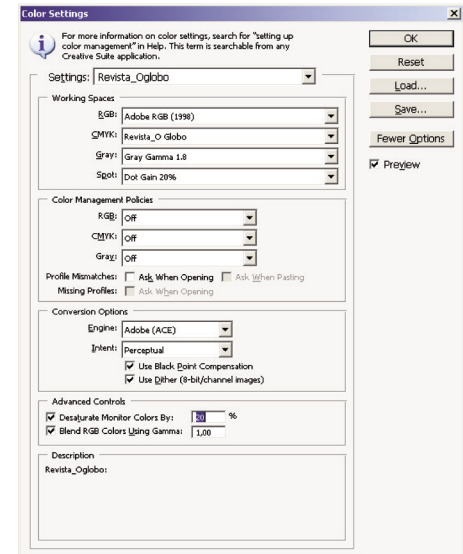 Color Settings
For more information on color settings, search for "setting up
color management" in Help. This term is searchable from any
Creative Suite application.
OK
Reset
Settings: Revista_Oglobo
Load...
Working Spaces
Save...
RGB: Adobe RGB (1998)
CMYK: Revista_O Globo
Fewer Options
Gray: Gray Gamma 1.8
Preview
Spot: Dot Gain 20%
Color Management Policies
RGB: Off
CMYK: Off
Gray: Off
Profile Mismatches: Ask When Opening Ask When Pasting
Missing Profiles: Ask When Opening
Conversion Options
Engine: Adobe (ACE)
Intent: Perceptual
Use Black Point Compensation
Use Dither (8-bit/channel images)
Advanced Controls
Desaturate Monitor Colors By: 20 %
Blend RGB Colors Using Gamma: 1,00
Description
Revista_Oglobo: